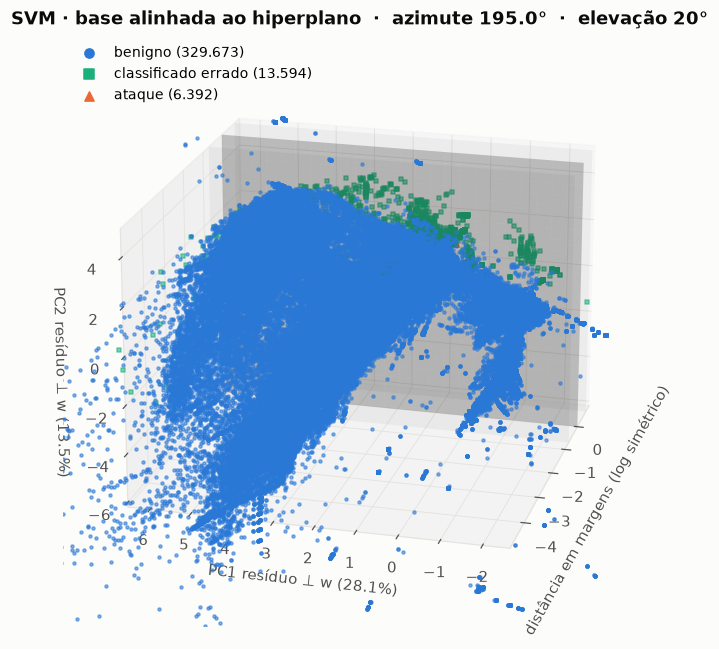 SVM · base alinhada ao hiperplano · azimute 195.0° · elevação 20°
benigno (329.673)
classificado errado (13.594)
ataque (6.392)
4
2
0
−2
−4
−6
PC2 resíduo ⊥ w (13.5%)
6
5
4
3
2
1
0
−1
−2
PC1 resíduo ⊥ w (28.1%)
0
−1
−2
−3
−4
distância em margens (log simétrico)